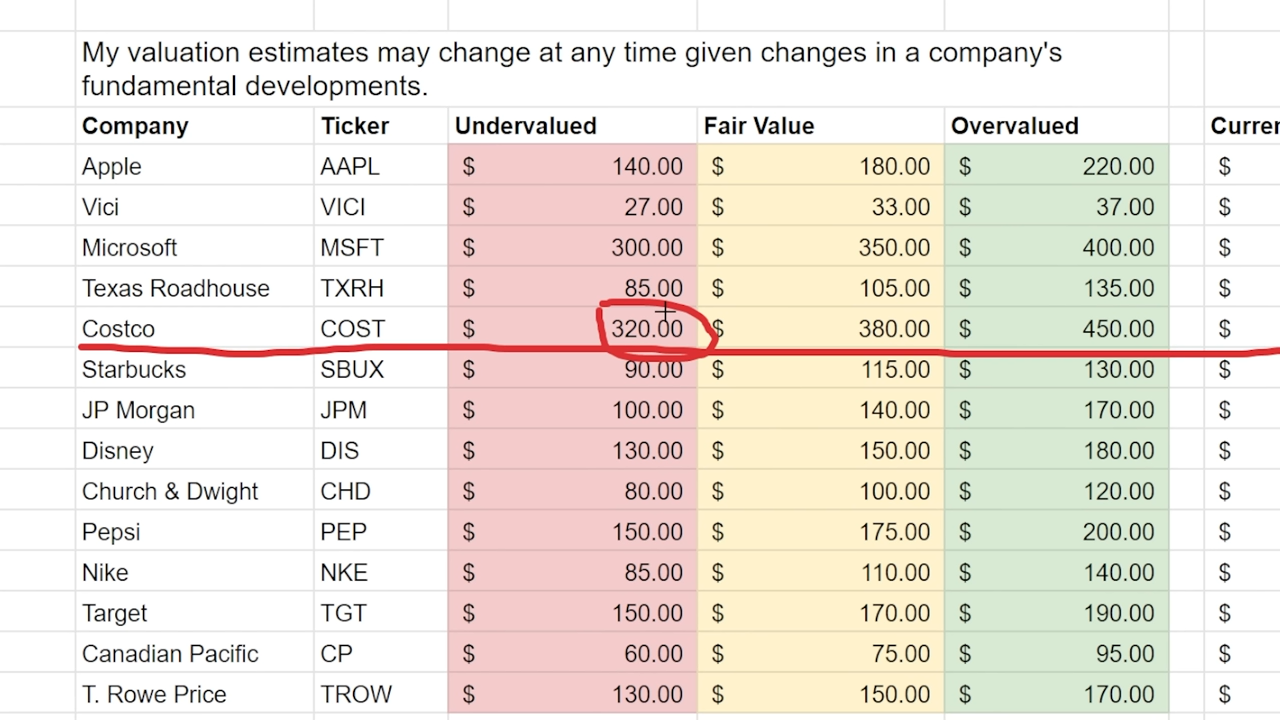 My valuation estimates may change at any time given changes in a company's
fundamental developments.
Company Ticker Undervalued Fair Value Overvalued
Apple AAPL $ 140.00 $ 180.00 $ 220.00 $
Vici VICI $ 27.00 $ 33.00 $ 37.00 $
Microsoft MSFT $ 300.00 $ 350.00 $ 400.00 $
Texas Roadhouse TXRH $ 85.00 $ 105.00 $ 135.00 $
Costco COST $ 320.00 $ 380.00 $ 450.00 $
Starbucks SBUX $ 90.00 $ 115.00 $ 130.00 $
JP Morgan JPM $ 100.00 $ 140.00 $ 170.00 $
Disney DIS $ 130.00 $ 150.00 $ 180.00 $
Church & Dwight CHD $ 80.00 $ 100.00 $ 120.00 $
Pepsi PEP $ 150.00 $ 175.00 $ 200.00 $
Nike NKE $ 85.00 $ 110.00 $ 140.00 $
Target TGT $ 150.00 $ 170.00 $ 190.00 $
Canadian Pacific CP $ 60.00 $ 75.00 $ 95.00 $
T. Rowe Price TROW $ 130.00 $ 150.00 $ 170.00 $